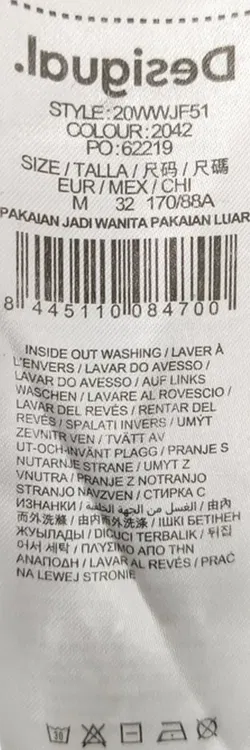 Desigual.
STYLE:20WWJF51
COLOUR:2042
PO:62219
SIZE / TALLA / 尺码 / 尺碼
EUR / MEX / CHI
M 32 170/88A
PAKAIAN JADI WANITA PAKAIAN LUAR
8 445110 084700
INSIDE OUT WASHING / LAVER À
L'ENVERS / LAVAR DO AVESSO /
LAVAR DO AVESSO / AUF LINKS
WASCHEN / LAVARE AL ROVESCIO /
LAVAR DEL REVÉS / RENTAR DEL
REVÉS / SPALATI INVERS / UMÝT
ZEVNITŘ VEN / TVÄTT AV
UT-OCH-INVÄNT PLAGG / PRANJE S
NUTARNJE STRANE / UMYT Z
VNUTRA / PRANJE Z NOTRANJO
STRANJO NAVZVEN / СТИРКА С
ИЗНАНКИ / الغسل من الجهة الطبية / 由內
而外洗滌 / 由内而外洗涤 / ІШКІ БЕТІНЕН
ЖУЫЛАДЫ / DICUCI TERBALIK / 뒤집
어서 세탁 / ΠΛΥΣΙΜΟ ΑΠΟ ΤΗΝ
ΑΝΑΠΟΔΗ / LAVAR AL REVÉS / PRAĆ
NA LEWEJ STRONIE
30